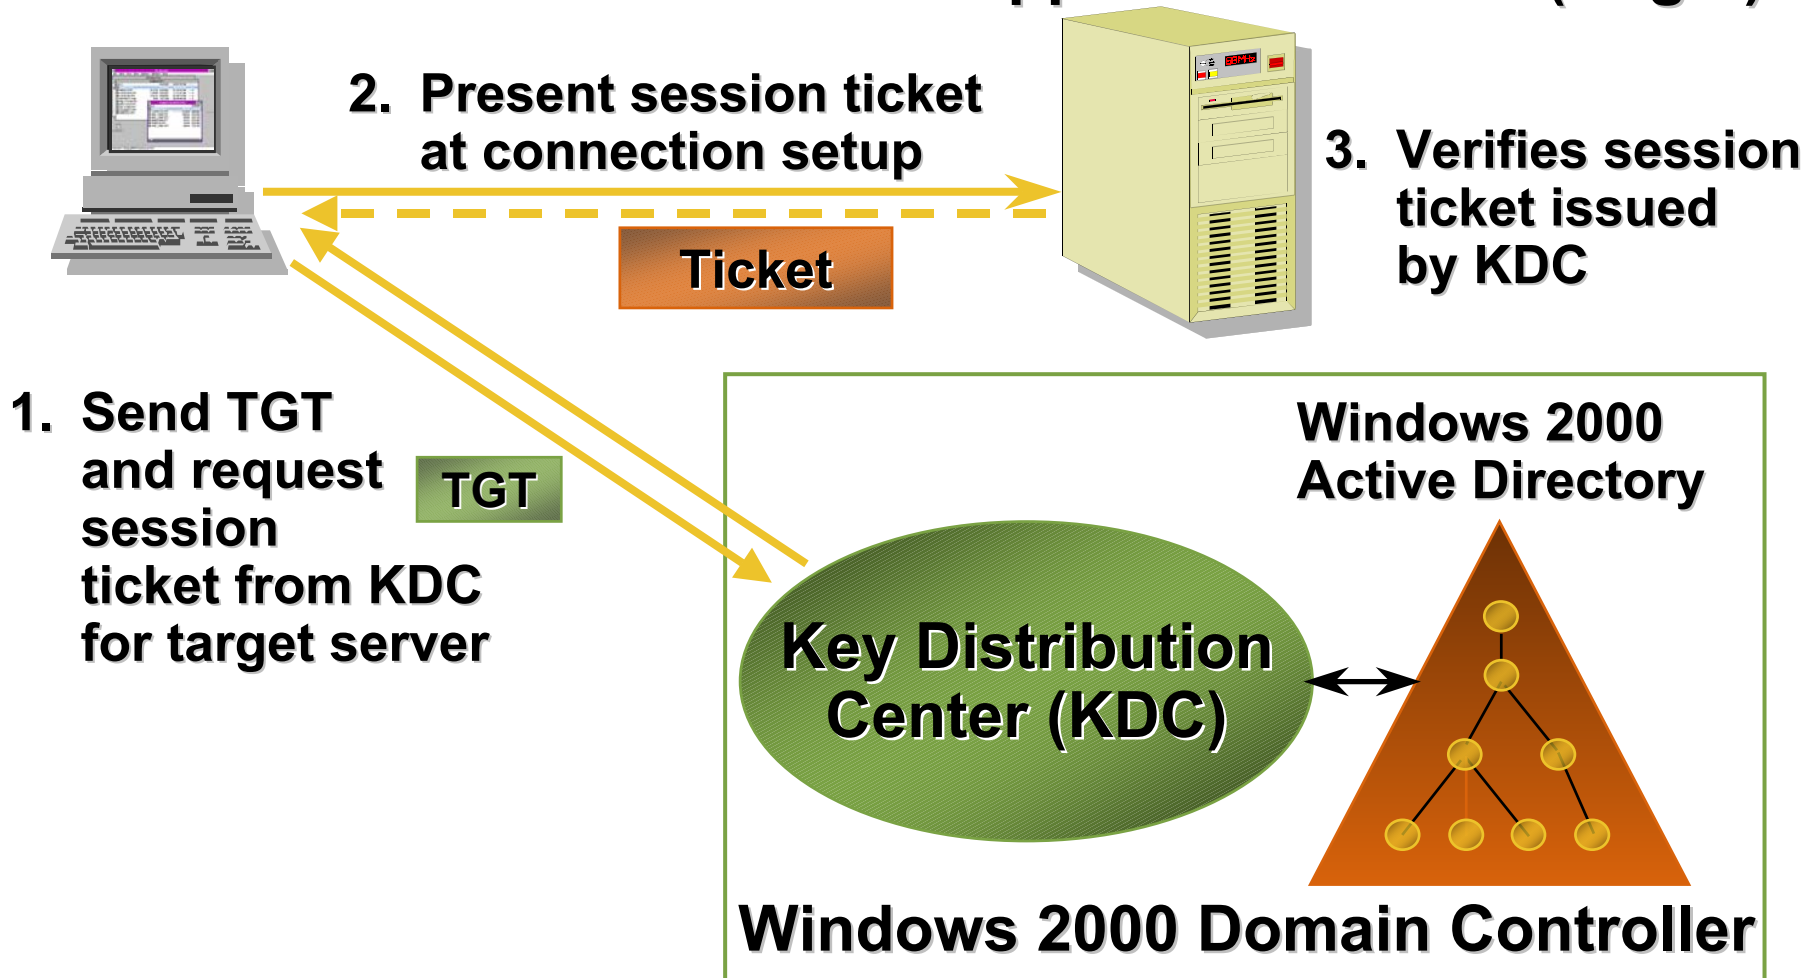 2. Present session ticket
at connection setup
3. Verifies session
ticket issued
by KDC
Ticket
1. Send TGT
and request
session
ticket from KDC
for target server
TGT
Windows 2000
Active Directory
Key Distribution
Center (KDC)
Windows 2000 Domain Controller